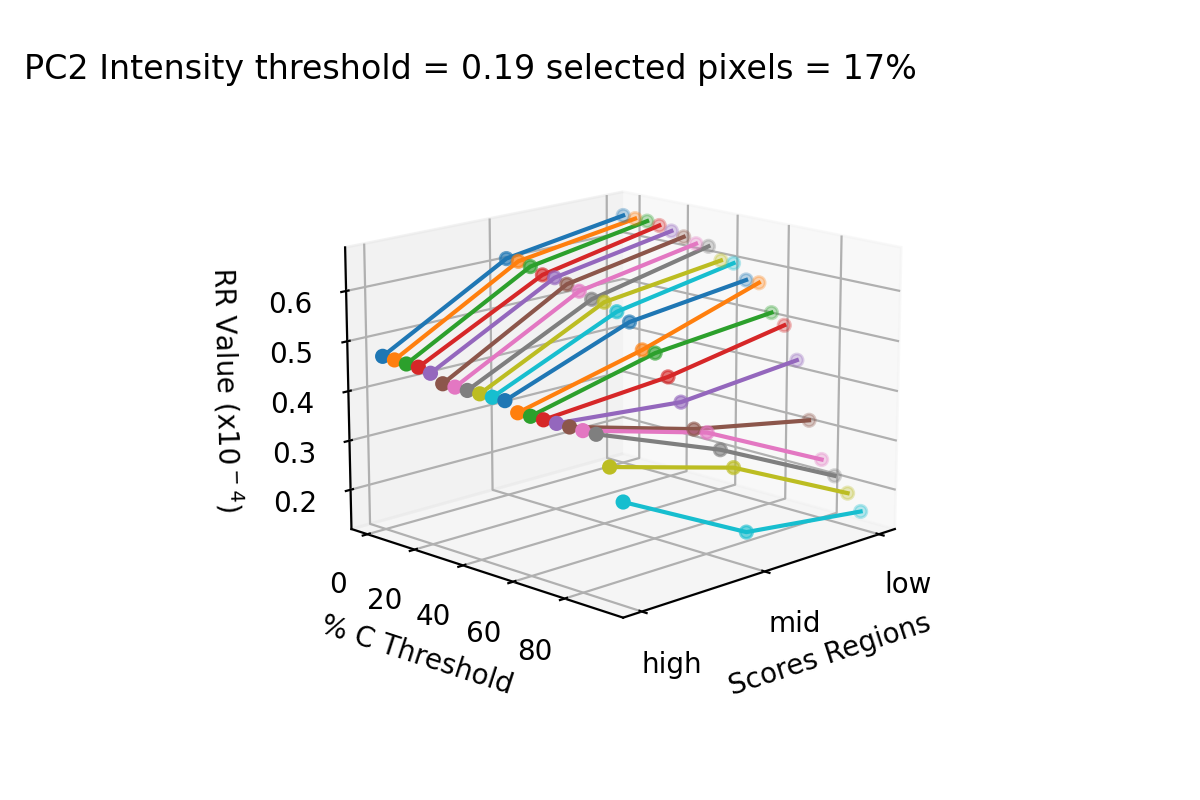 PC2 Intensity threshold = 0.19 selected pixels = 17%
RR Value (x10⁻⁴)
0.6
0.5
0.4
0.3
0.2
0
20
40
60
80
% C Threshold
high
mid
low
Scores Regions